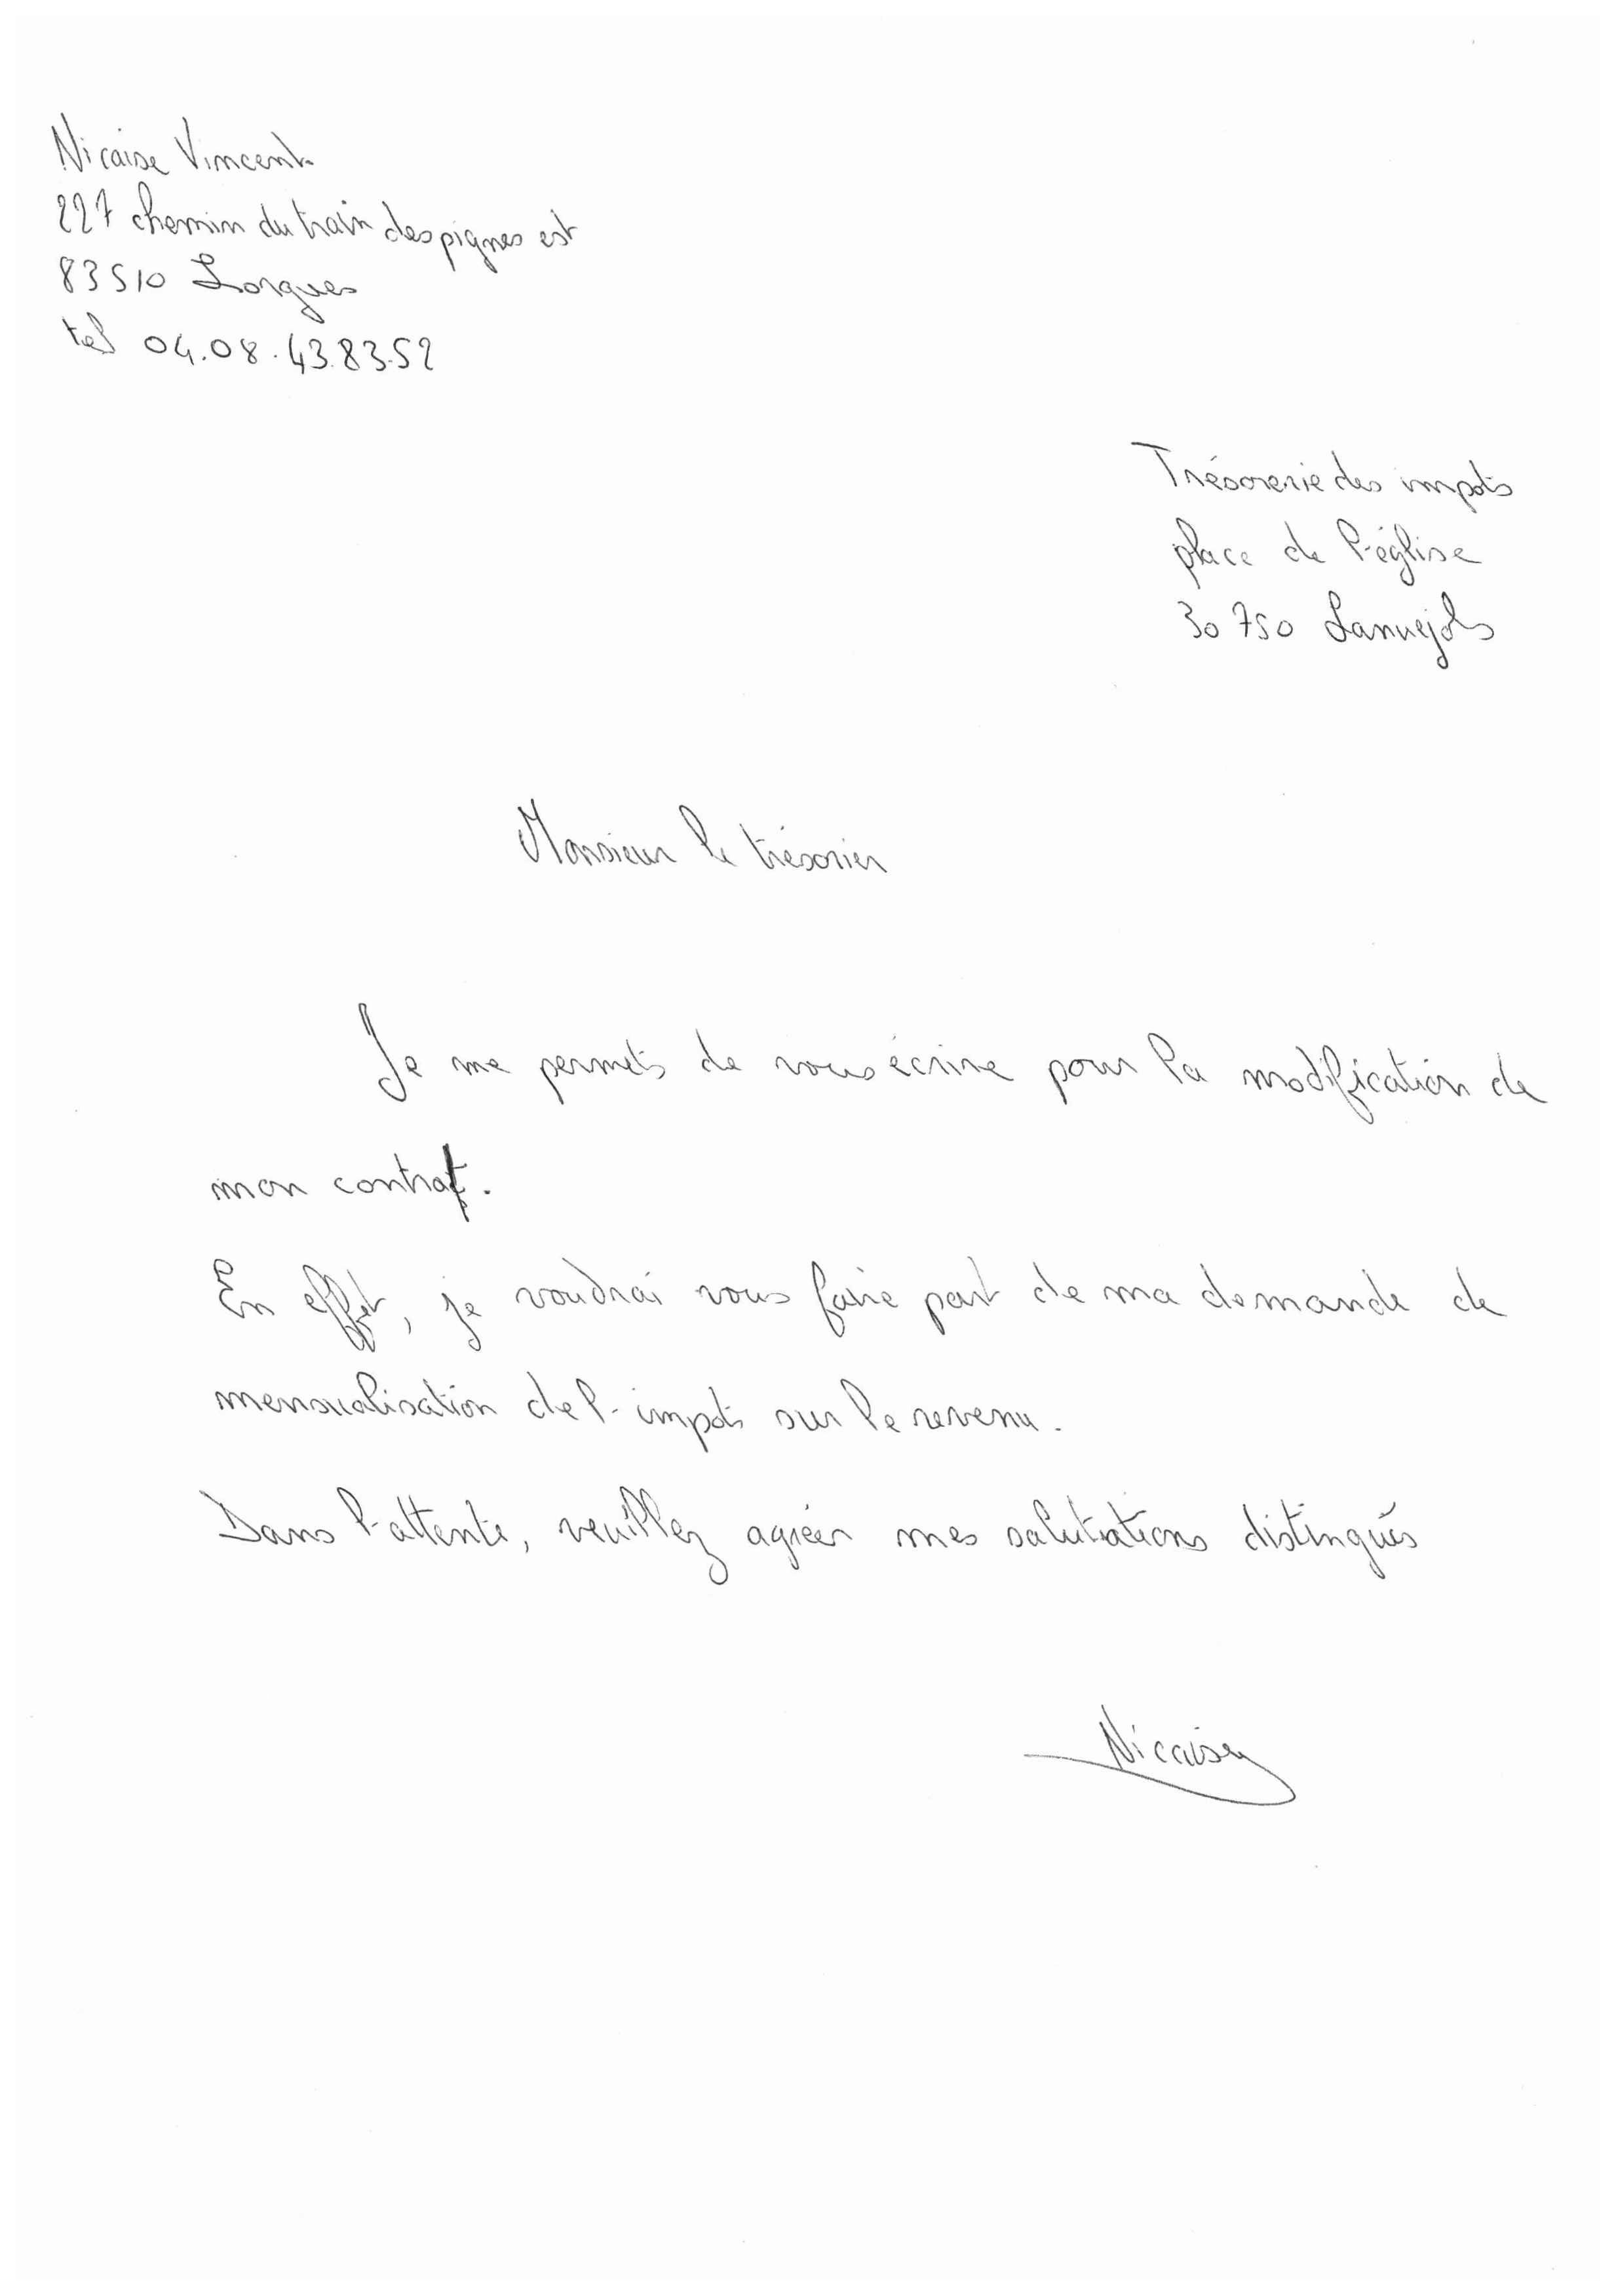 Nicaise Vincent
227 chemin du train des pignes est
83510 Lorgues
tel 04.08.43.83.52
Trésorerie des impots
place de l'église
30750 Lanuejols
Monsieur le trésorier
Je me permets de vous écrire pour la modification de
mon contrat.
En effet, je voudrai vous faire part de ma demande de
mensualisation de l'impots sur le revenu.
Dans l'attente, veuillez agréer mes salutations distingués
Nicaise